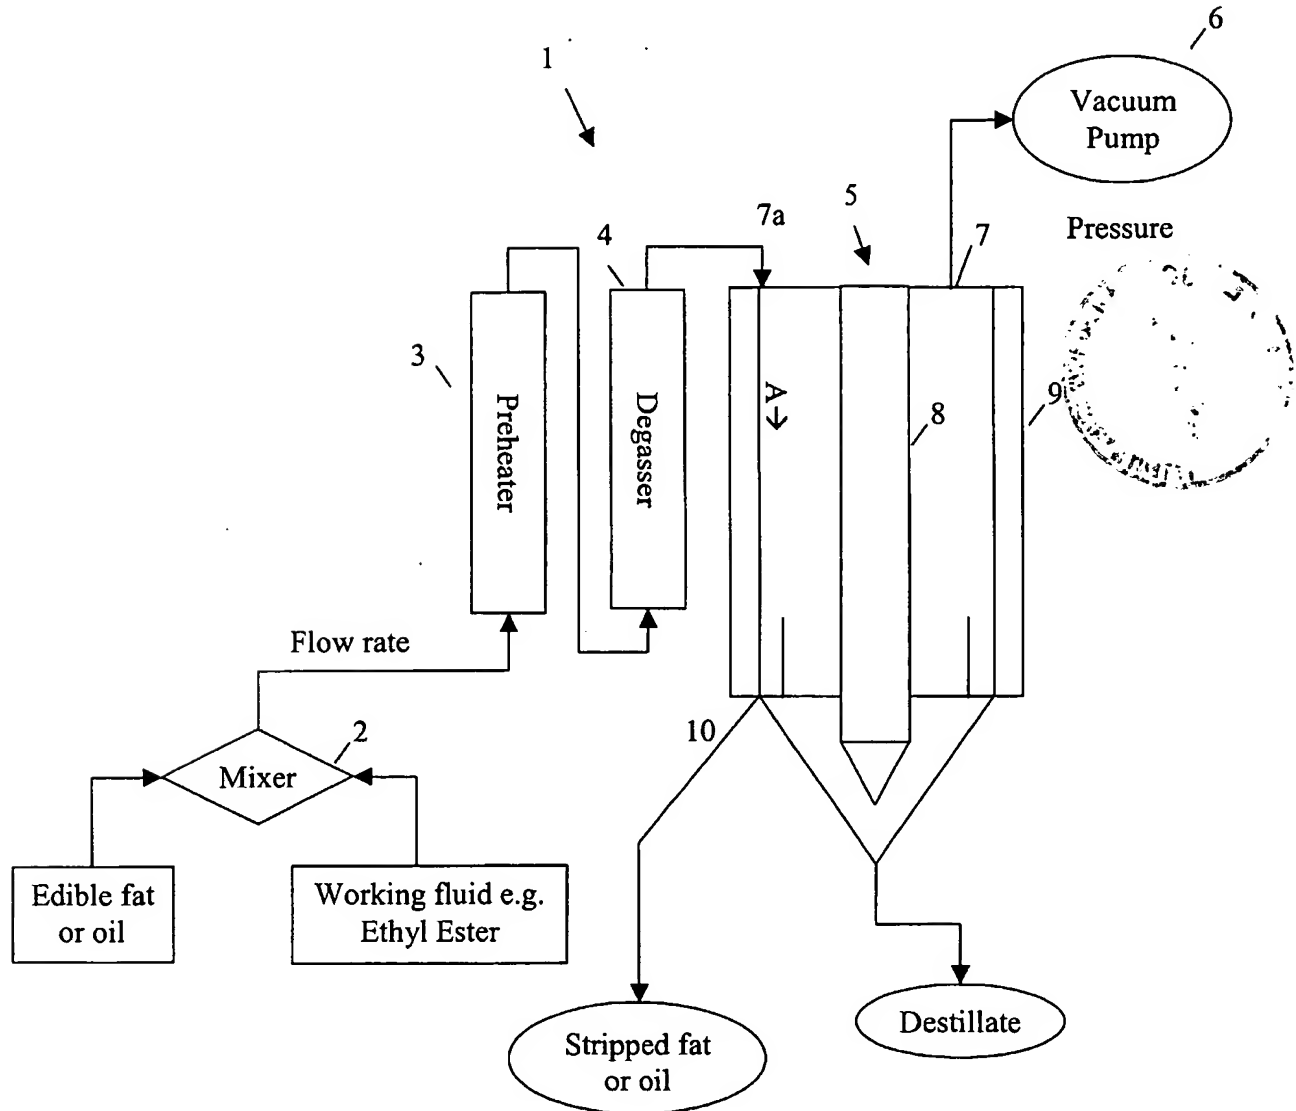 1
6
Vacuum
Pump
5
7a
4
7
Pressure
3
Preheater
Degasser
A
8
9
Flow rate
2
Mixer
10
Edible fat
or oil
Working fluid e.g.
Ethyl Ester
Stripped fat
or oil
Destillate